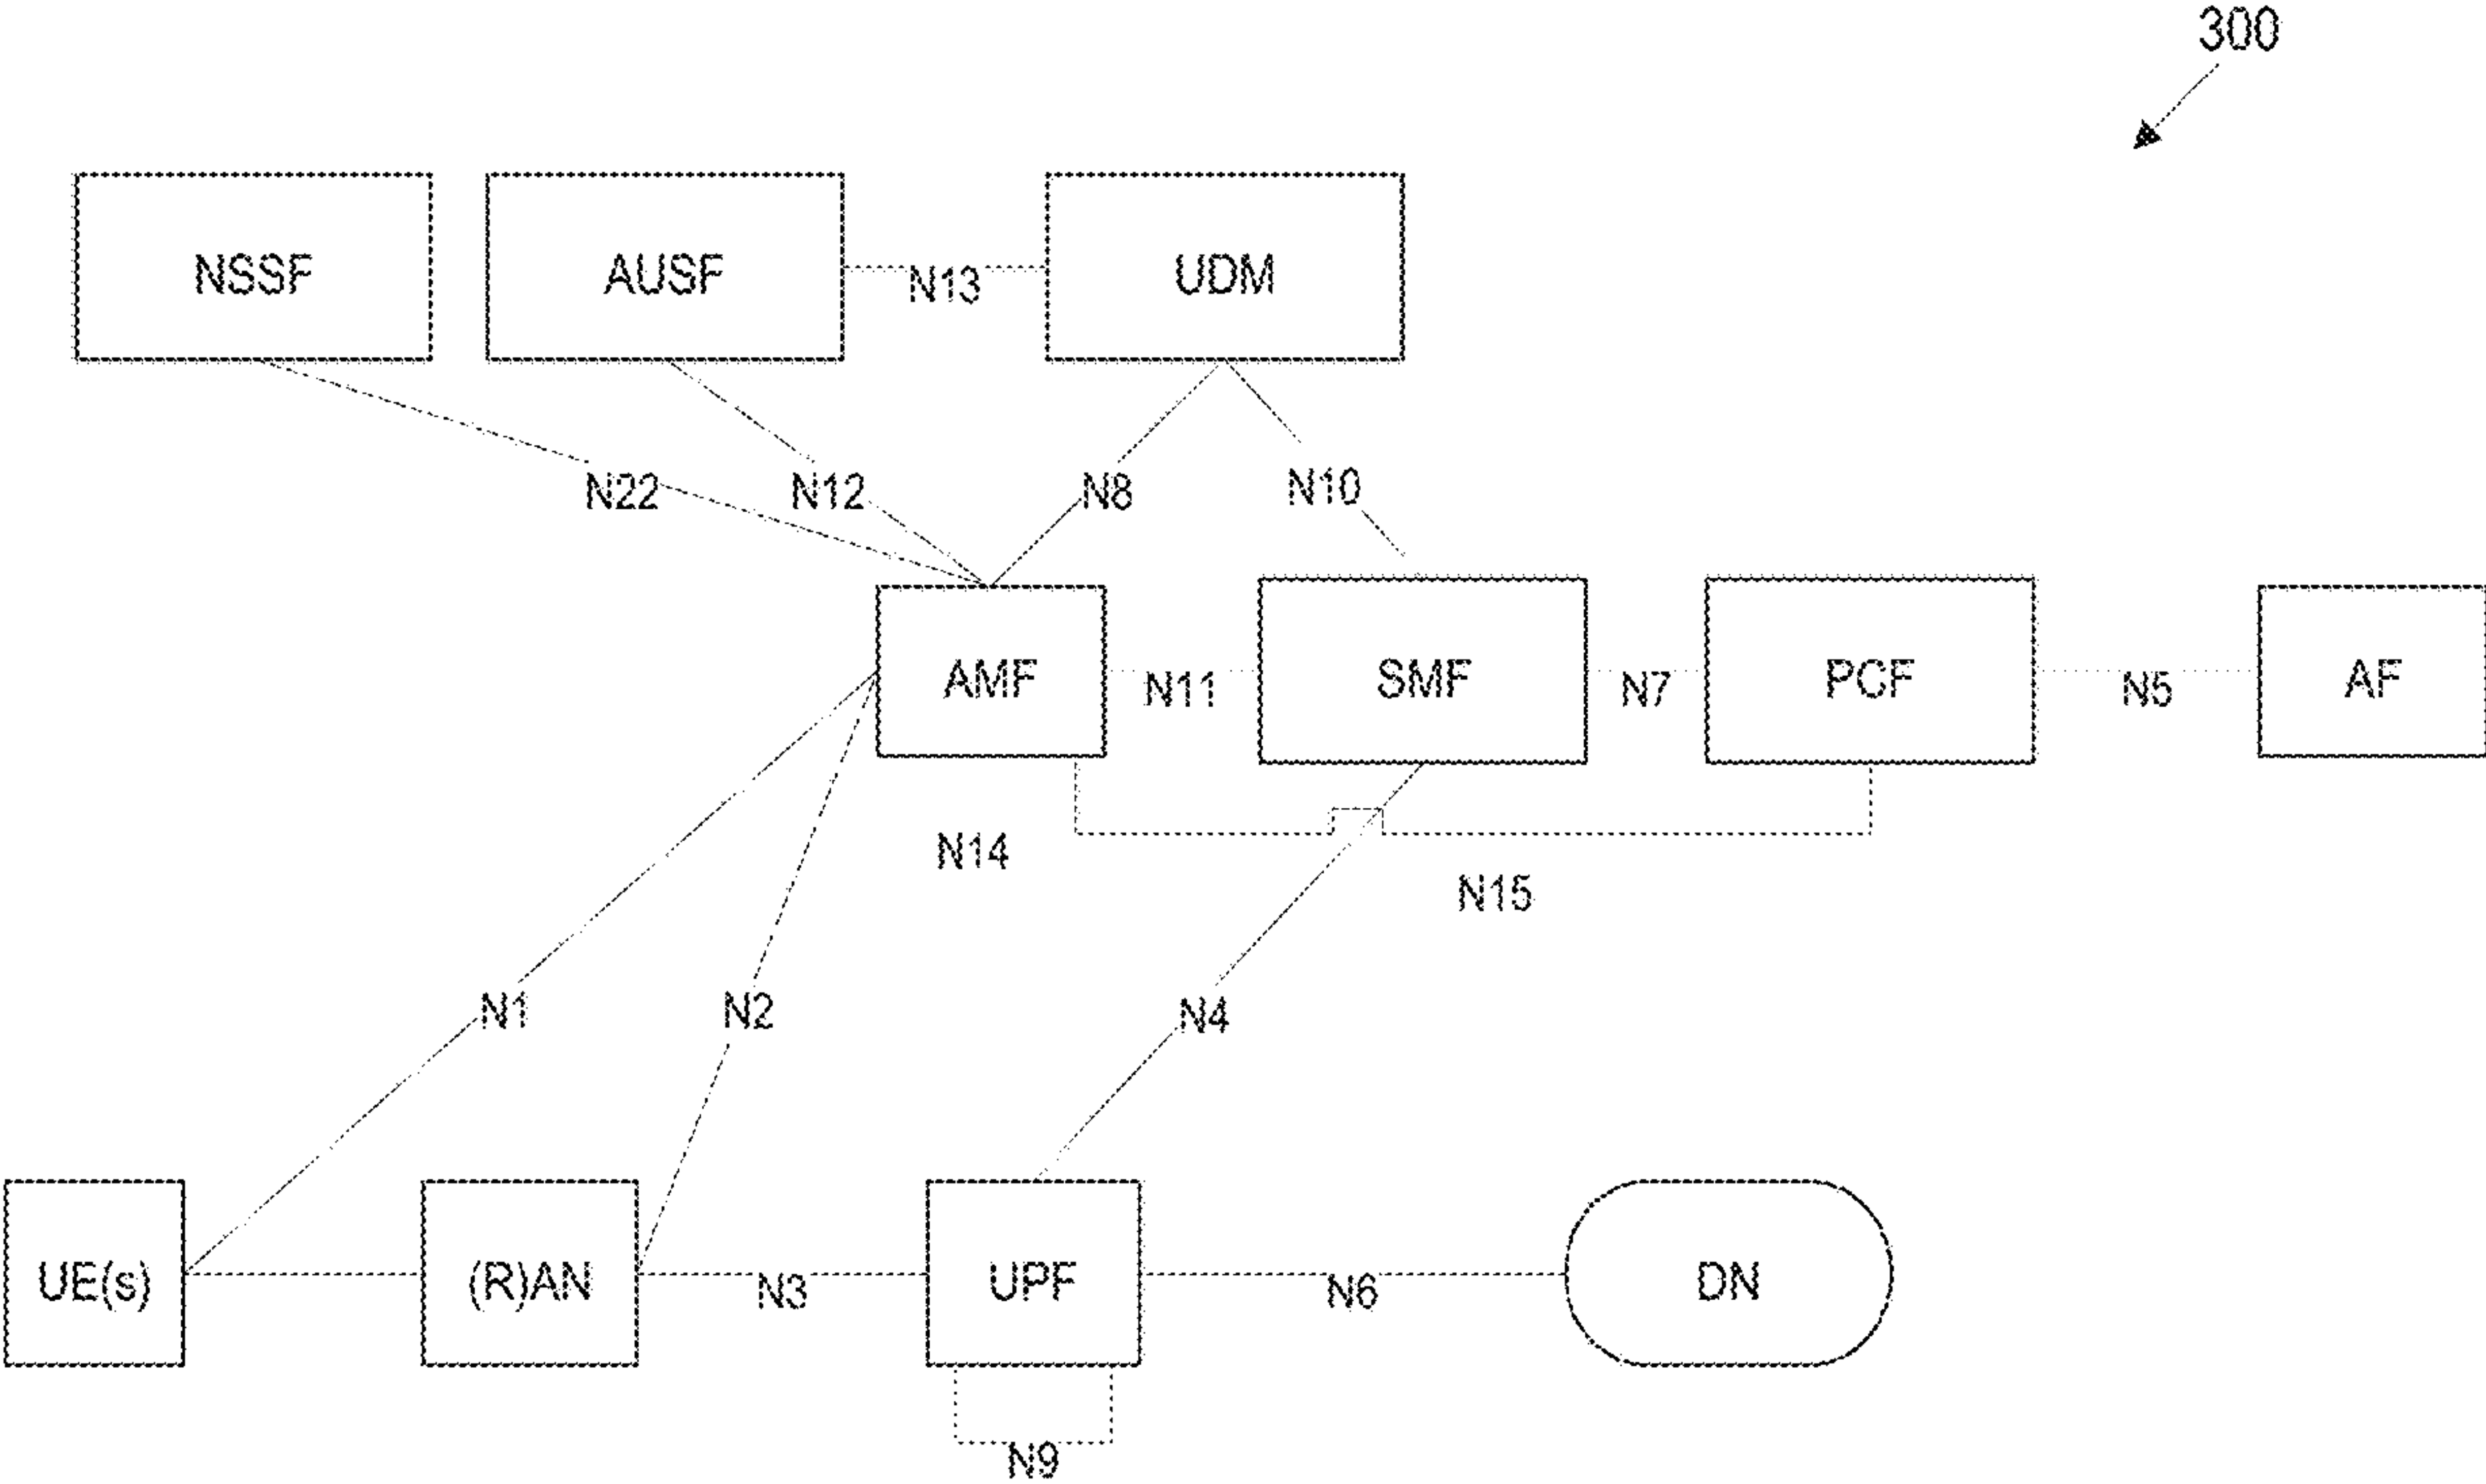 300
NSSF
AUSF
N13
UDM
N22
N12
N8
N10
AMF
N11
SMF
N7
PCF
N5
AF
N14
N15
N1
N2
N4
UE(s)
(R)AN
N3
UPF
N6
DN
N9